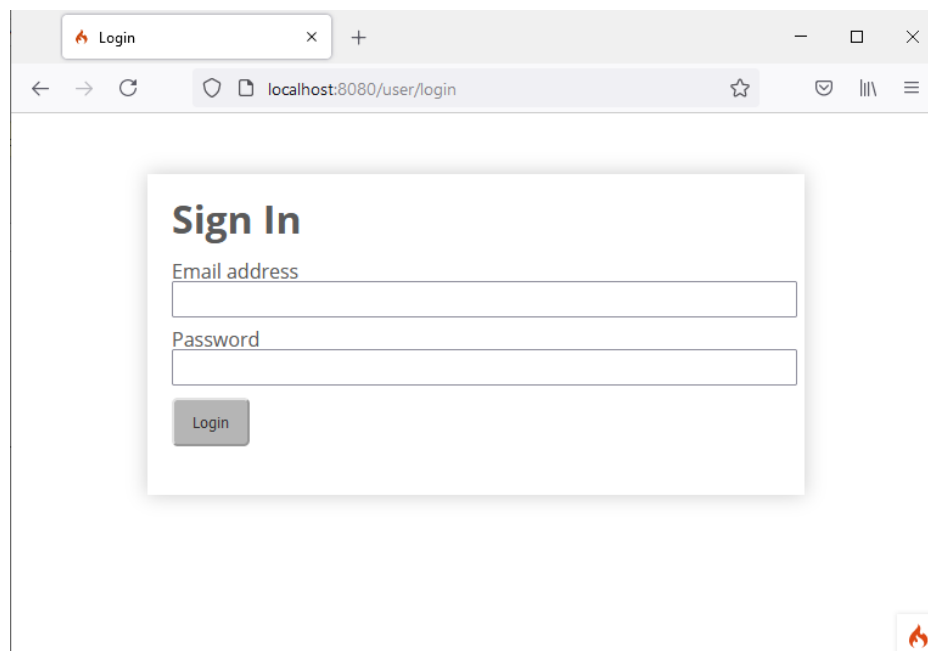 Login
localhost:8080/user/login
Sign In
Email address
Password
Login